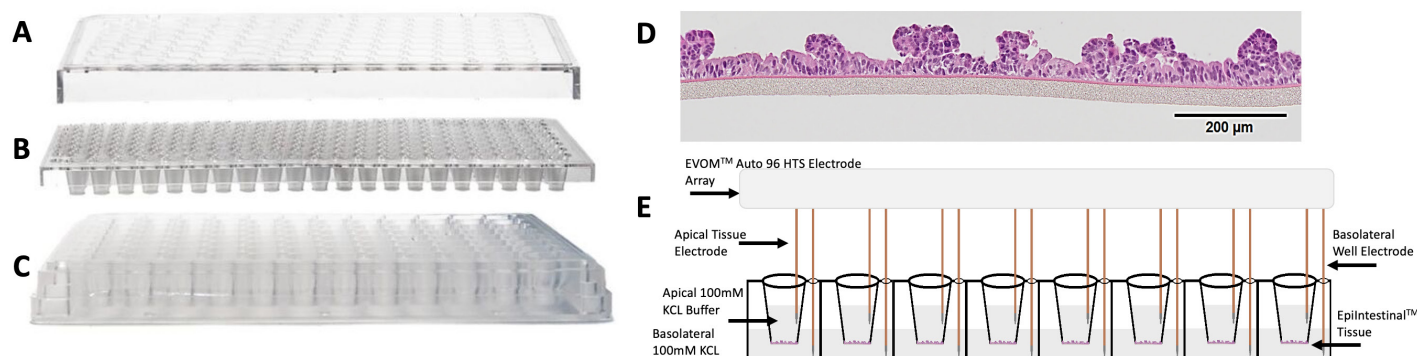 A
B
C
D
200 µm
EVOM™ Auto 96 HTS Electrode
Array
E
Apical Tissue
Electrode
Basolateral
Well Electrode
Apical 100mM
KCL Buffer
Basolateral
100mM KCL
EpiIntestinal™
Tissue